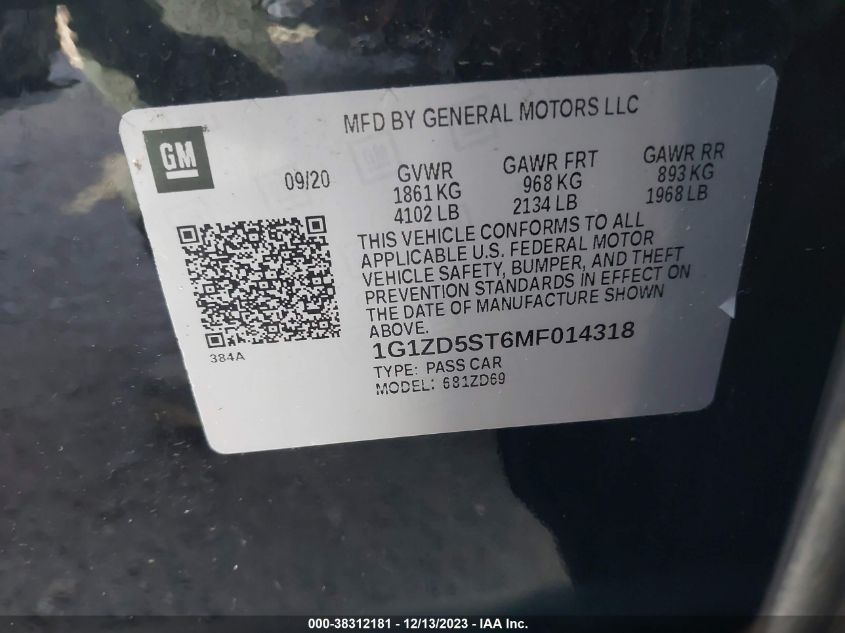 MFD BY GENERAL MOTORS LLC
GM
09/20
GVWR
1861 KG
4102 LB
GAWR FRT
968 KG
2134 LB
GAWR RR
893 KG
1968 LB
THIS VEHICLE CONFORMS TO ALL
APPLICABLE U.S. FEDERAL MOTOR
VEHICLE SAFETY, BUMPER, AND THEFT
PREVENTION STANDARDS IN EFFECT ON
THE DATE OF MANUFACTURE SHOWN
ABOVE.
384A
1G1ZD5ST6MF014318
TYPE: PASS CAR
MODEL: 681ZD69
000-38312181 - 12/13/2023 - 1G1ZD5ST6MF014318